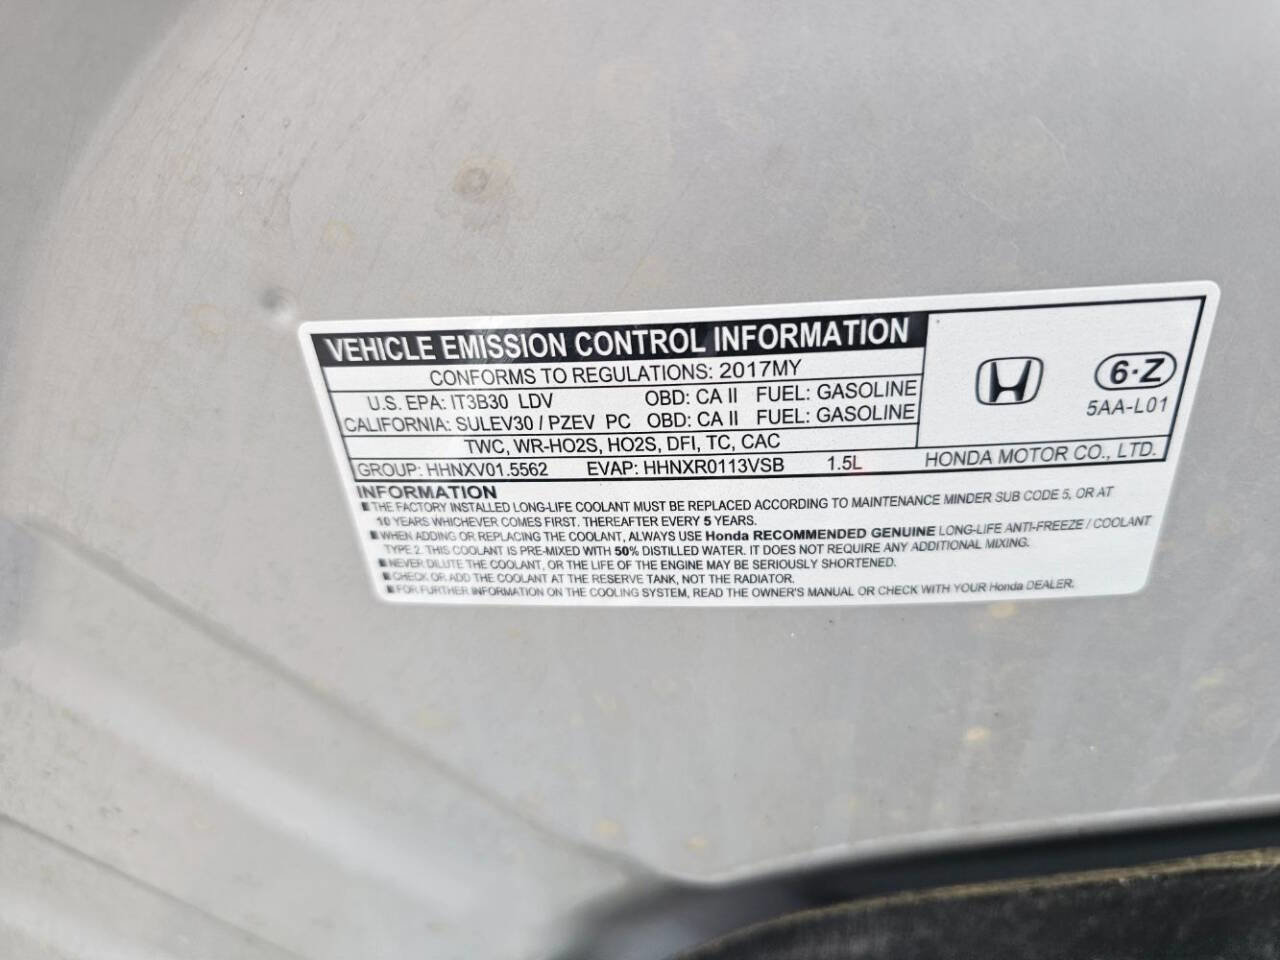 VEHICLE EMISSION CONTROL INFORMATION
CONFORMS TO REGULATIONS: 2017MY
U.S. EPA: IT3B30 LDV OBD: CA II FUEL: GASOLINE
CALIFORNIA: SULEV30 / PZEV PC OBD: CA II FUEL: GASOLINE
TWC, WR-HO2S, HO2S, DFI, TC, CAC
GROUP: HHNXV01.5562 EVAP: HHNXR0113VSB 1.5L
6·Z
5AA-L01
HONDA MOTOR CO., LTD.
INFORMATION
■THE FACTORY INSTALLED LONG-LIFE COOLANT MUST BE REPLACED ACCORDING TO MAINTENANCE MINDER SUB CODE 5, OR AT
10 YEARS WHICHEVER COMES FIRST. THEREAFTER EVERY 5 YEARS.
■WHEN ADDING OR REPLACING THE COOLANT, ALWAYS USE Honda RECOMMENDED GENUINE LONG-LIFE ANTI-FREEZE / COOLANT
TYPE 2. THIS COOLANT IS PRE-MIXED WITH 50% DISTILLED WATER. IT DOES NOT REQUIRE ANY ADDITIONAL MIXING.
■NEVER DILUTE THE COOLANT, OR THE LIFE OF THE ENGINE MAY BE SERIOUSLY SHORTENED.
■CHECK OR ADD THE COOLANT AT THE RESERVE TANK, NOT THE RADIATOR.
■FOR FURTHER INFORMATION ON THE COOLING SYSTEM, READ THE OWNER'S MANUAL OR CHECK WITH YOUR Honda DEALER.